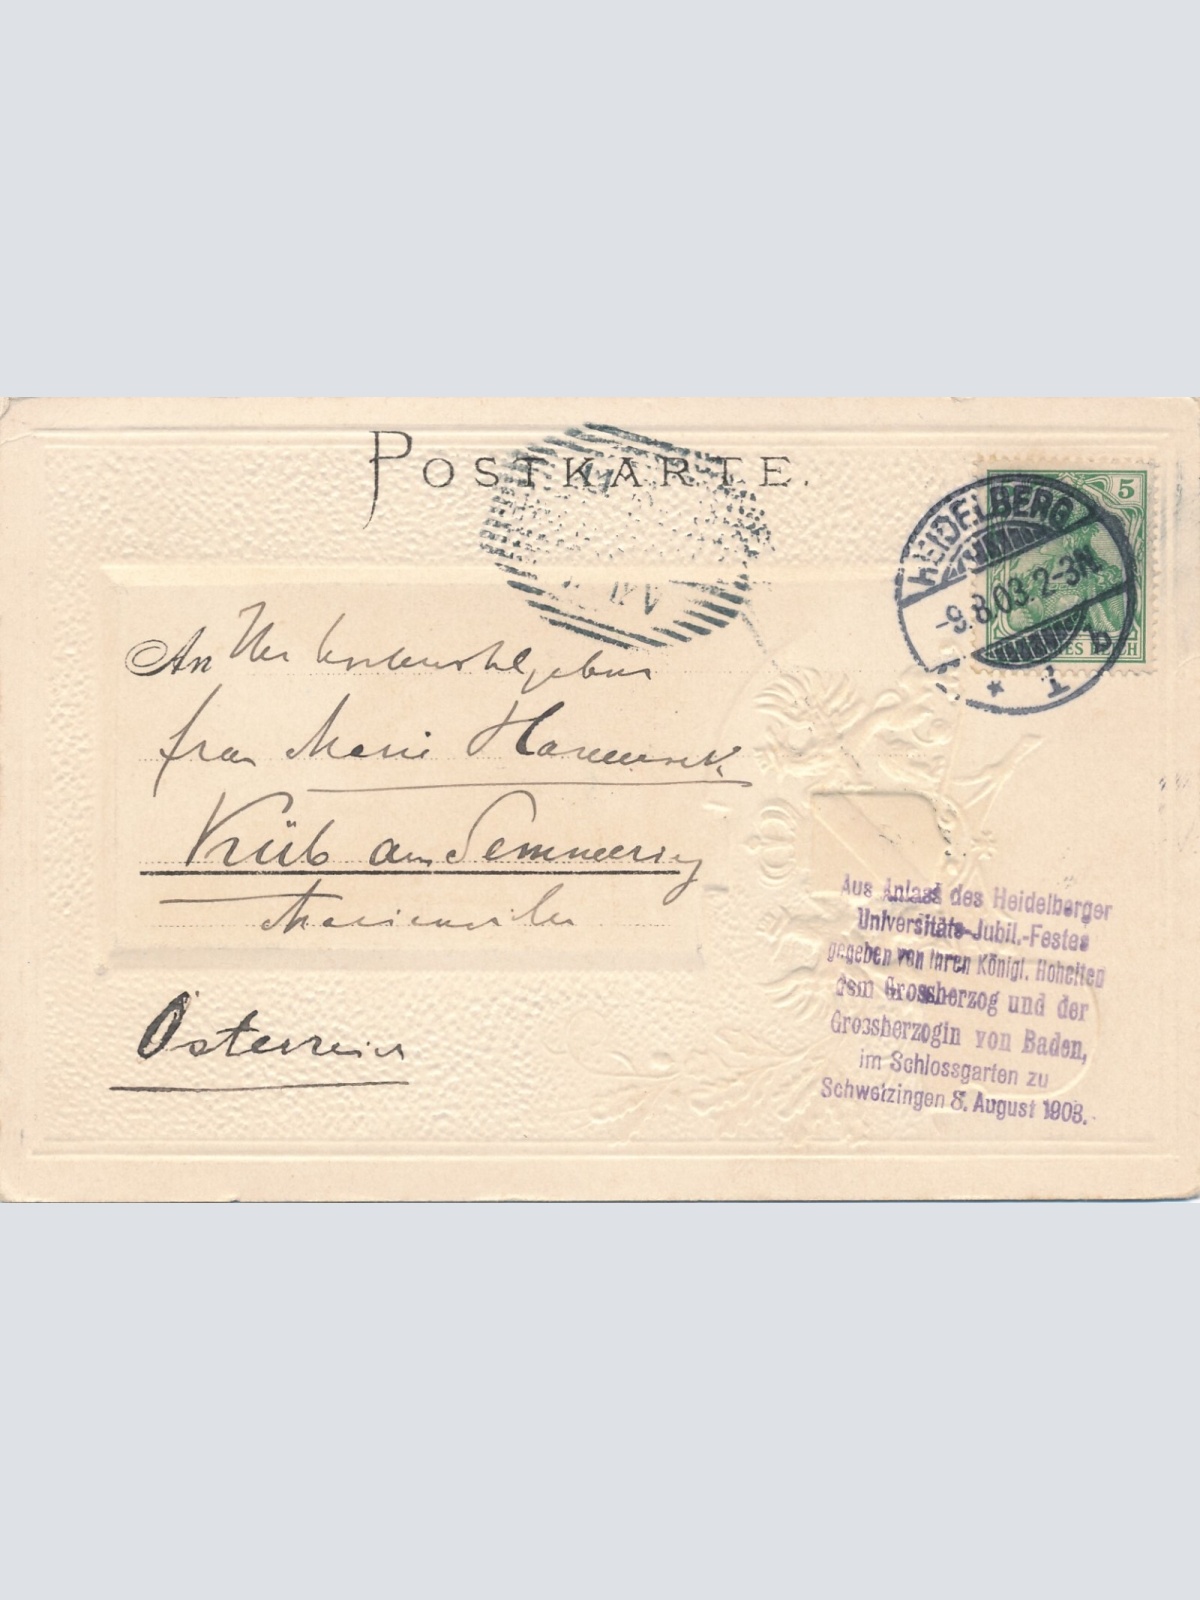 POSTKARTE.
5
HEIDELBERG
-9.8.03.2-3N.
* 1 b
An Ihr
Frau Marie
Küb am Semmering
Österreich
Aus Anlass des Heidelberger
Universitäts-Jubil.-Festes
gegeben von Ihren Königl. Hoheiten
dem Grossherzog und der
Grossherzogin von Baden,
im Schlossgarten zu
Schwetzingen 8. August 1903.